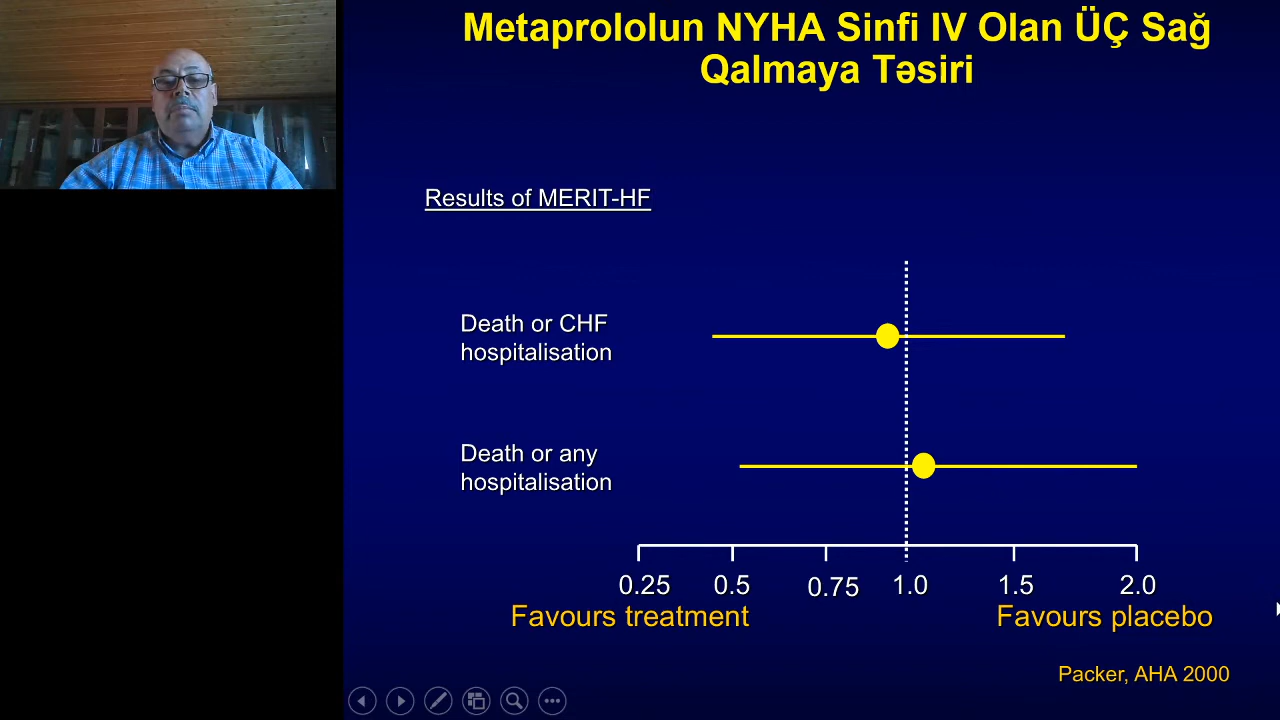 Metaprololun NYHA Sinfi IV Olan ÜÇ Sağ
Qalmaya Təsiri
Results of MERIT-HF
Death or CHF
hospitalisation
Death or any
hospitalisation
0.25 0.5 0.75 1.0 1.5 2.0
Favours treatment Favours placebo
Packer, AHA 2000